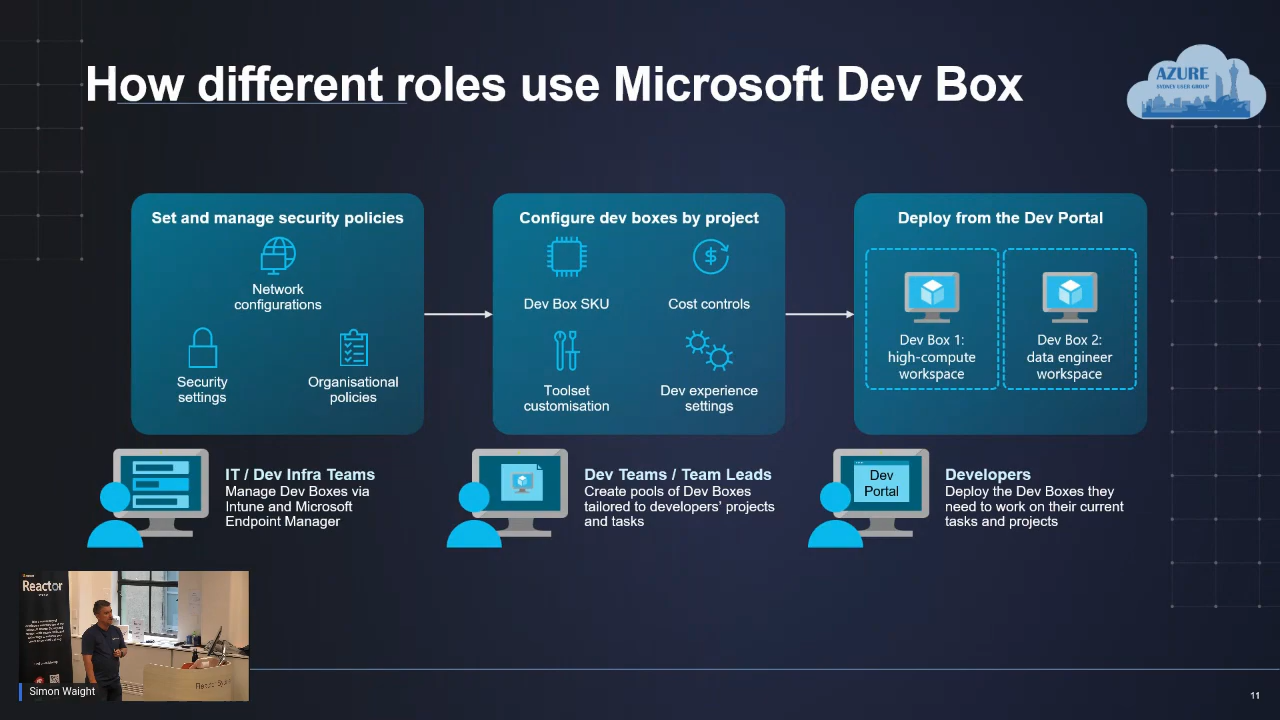 How different roles use Microsoft Dev Box
AZURE
SYDNEY USER GROUP
Set and manage security policies
Network
configurations
Security
settings
Organisational
policies
Configure dev boxes by project
Dev Box SKU
Cost controls
Toolset
customisation
Dev experience
settings
Deploy from the Dev Portal
Dev Box 1:
high-compute
workspace
Dev Box 2:
data engineer
workspace
IT / Dev Infra Teams
Manage Dev Boxes via
Intune and Microsoft
Endpoint Manager
Dev Teams / Team Leads
Create pools of Dev Boxes
tailored to developers' projects
and tasks
Dev
Portal
Developers
Deploy the Dev Boxes they
need to work on their current
tasks and projects
Reactor
Simon Waight
11